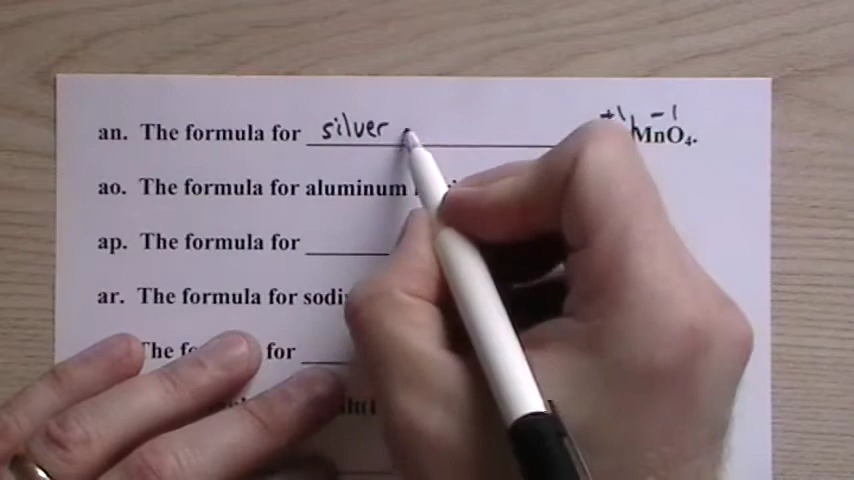 an. The formula for silver +1 -1 MnO₄.
ao. The formula for aluminum
ap. The formula for
ar. The formula for
The for